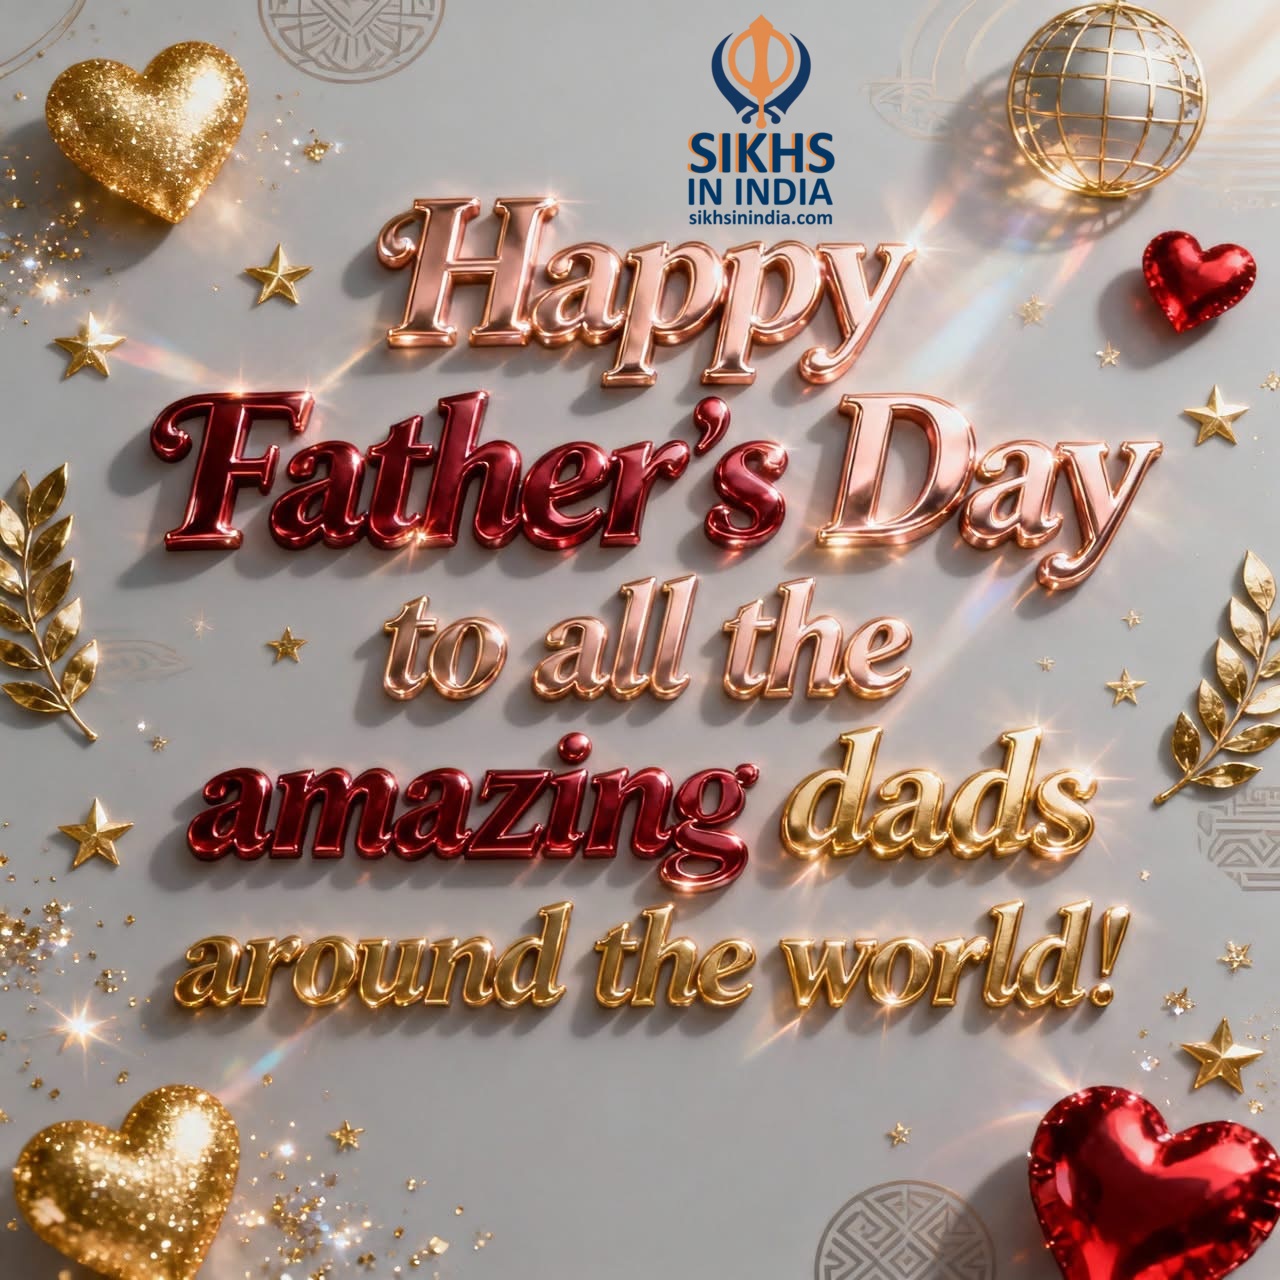 SIKHS
IN INDIA
sikhsinindia.com
Happy
Father's Day
to all the
amazing dads
around the world!